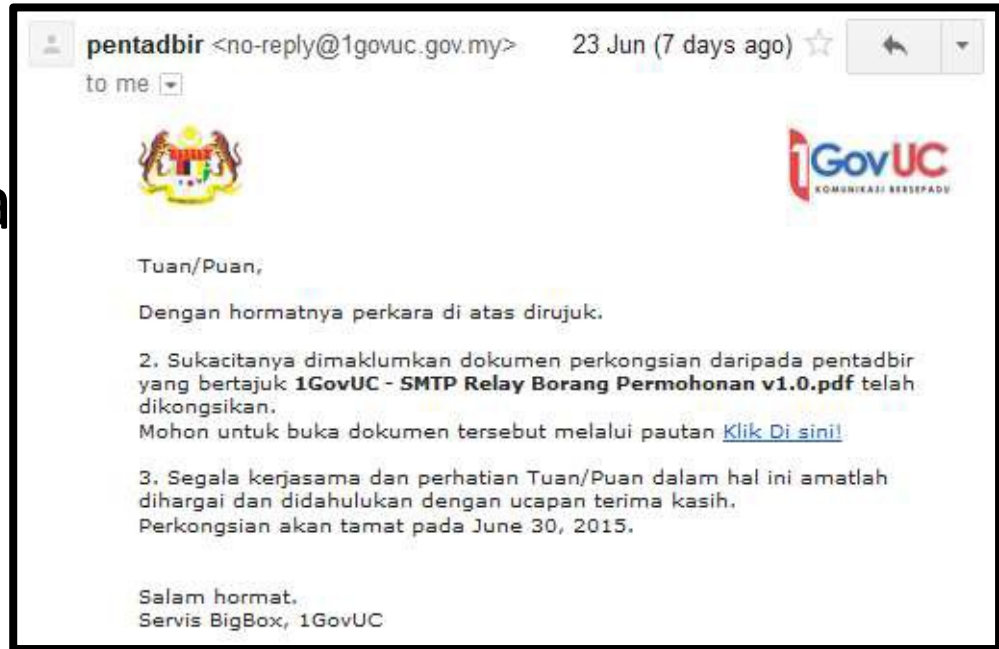 pentadbir <no-reply@1govuc.gov.my> 23 Jun (7 days ago)
to me
1GovUC
KOMUNIKASI BERSEPADU
a
Tuan/Puan,
Dengan hormatnya perkara di atas dirujuk.
2. Sukacitanya dimaklumkan dokumen perkongsian daripada pentadbir
yang bertajuk 1GovUC - SMTP Relay Borang Permohonan v1.0.pdf telah
dikongsikan.
Mohon untuk buka dokumen tersebut melalui pautan Klik Di sini!
3. Segala kerjasama dan perhatian Tuan/Puan dalam hal ini amatlah
dihargai dan didahulukan dengan ucapan terima kasih.
Perkongsian akan tamat pada June 30, 2015.
Salam hormat.
Servis BigBox, 1GovUC